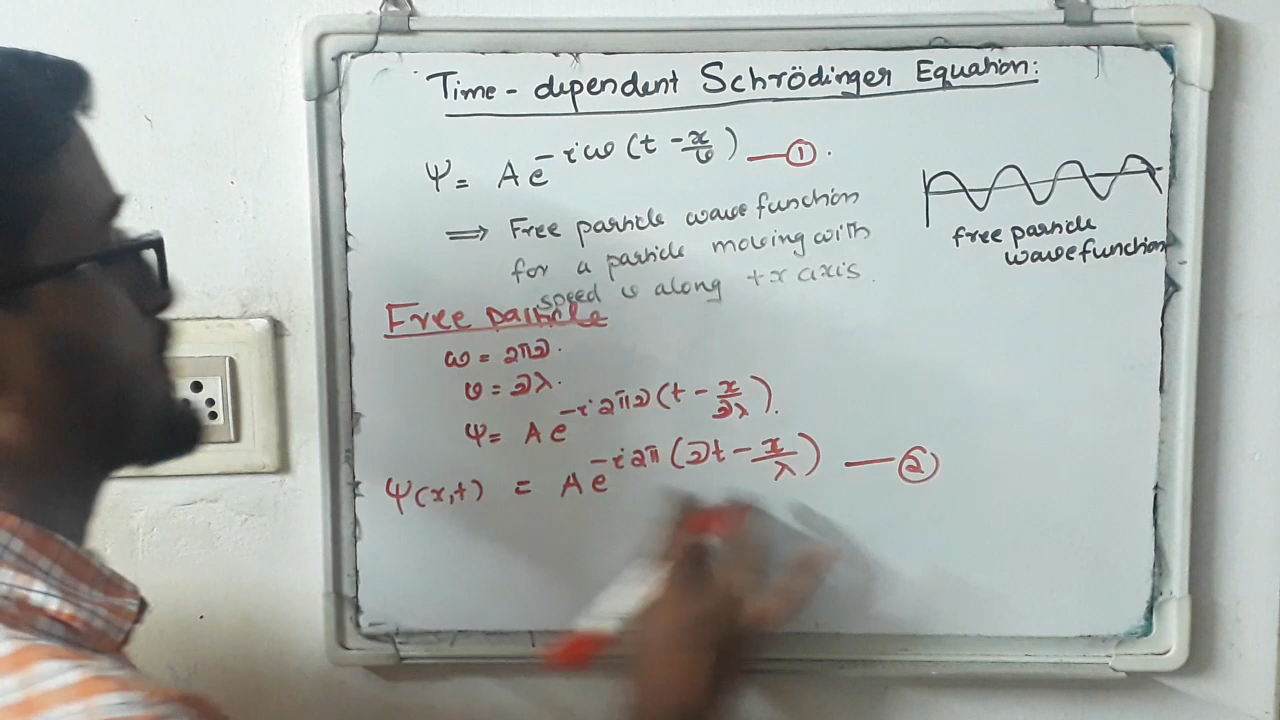 Time - dependent Schrödinger Equation:
ψ = A e^{-iω(t - x/υ)} — ①.
⟹ Free particle wave function
for a particle moving with
speed υ along +x axis.
free particle
wavefunction
Free particle
ω = 2πν.
υ = νλ.
ψ = A e^{-i2πν(t - x/νλ)}.
ψ(x,t) = A e^{-i2π(νt - x/λ)} — ②